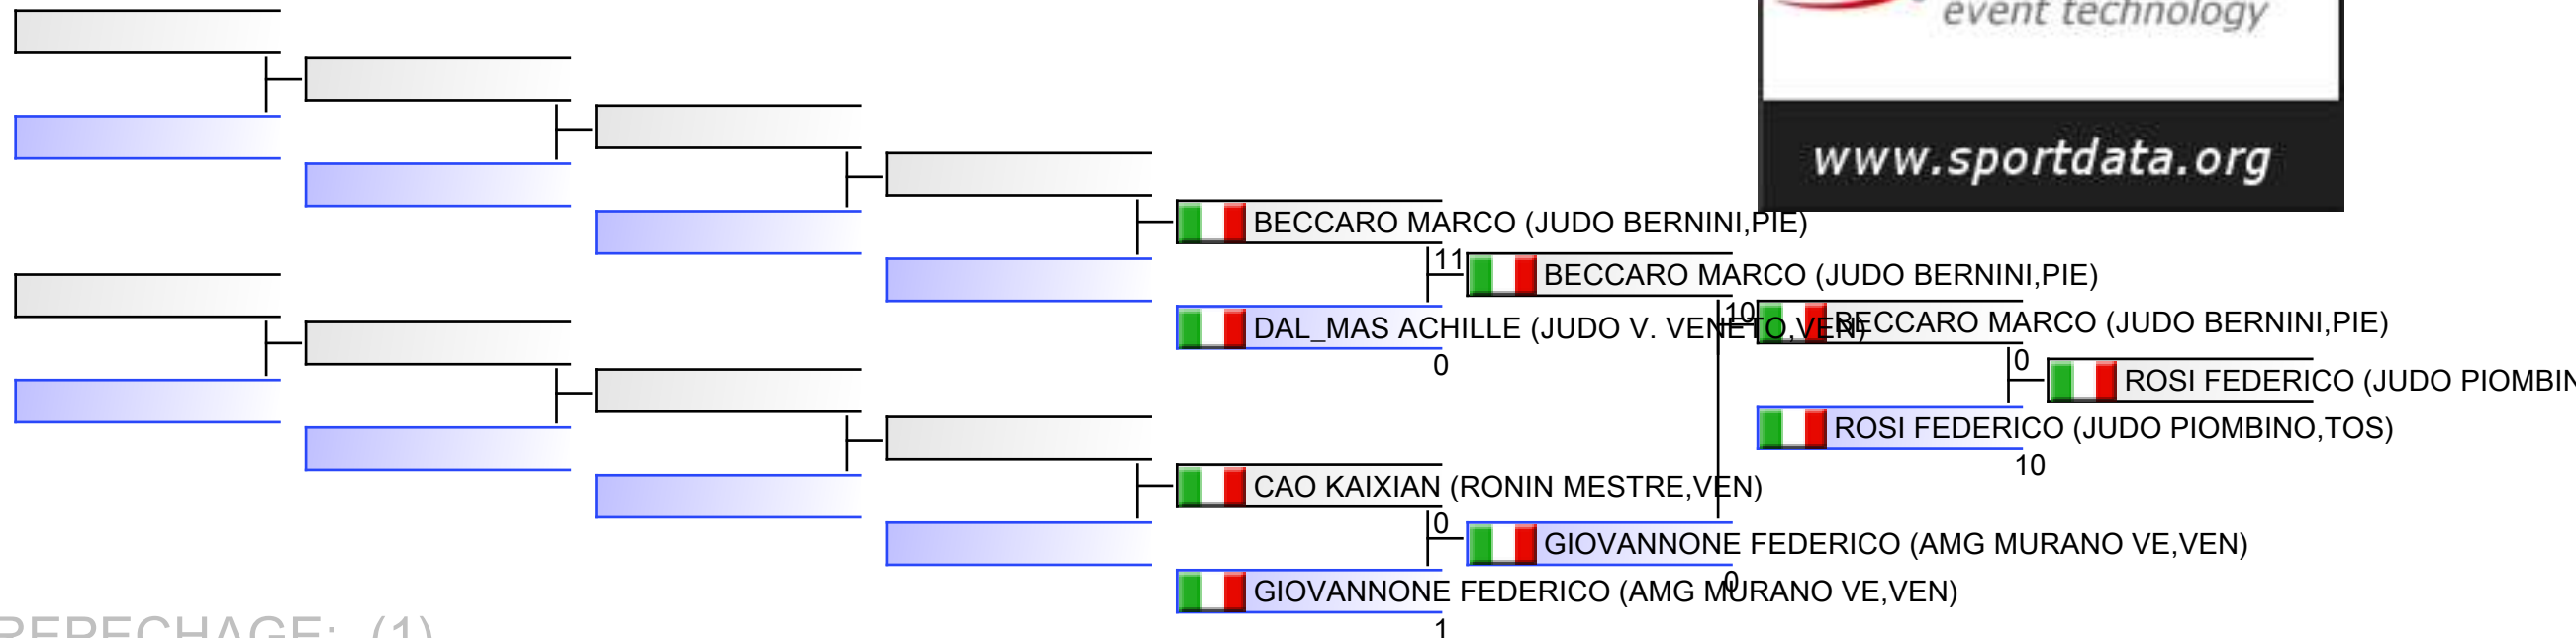 event technology
www.sportdata.org
BECCARO MARCO (JUDO BERNINI,PIE)
11
BECCARO MARCO (JUDO BERNINI,PIE)
10
BECCARO MARCO (JUDO BERNINI,PIE)
DAL_MAS ACHILLE (JUDO V. VENETO,VEN)
0
0
ROSI FEDERICO (JUDO PIOMBIN
ROSI FEDERICO (JUDO PIOMBINO,TOS)
10
CAO KAIXIAN (RONIN MESTRE,VEN)
0
GIOVANNONE FEDERICO (AMG MURANO VE,VEN)
0
GIOVANNONE FEDERICO (AMG MURANO VE,VEN)
1
REPECHAGE: (1)